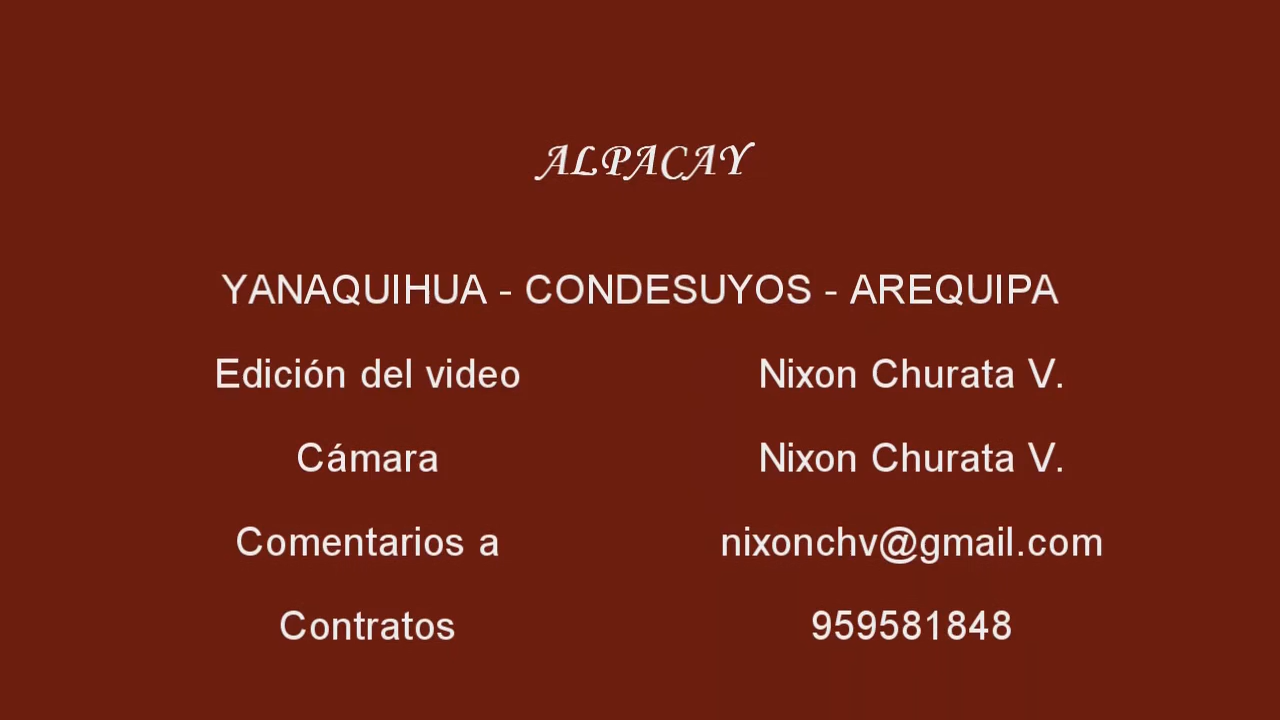 ALPACAY
YANAQUIHUA - CONDESUYOS - AREQUIPA
Edición del video Nixon Churata V.
Cámara Nixon Churata V.
Comentarios a nixonchv@gmail.com
Contratos 959581848